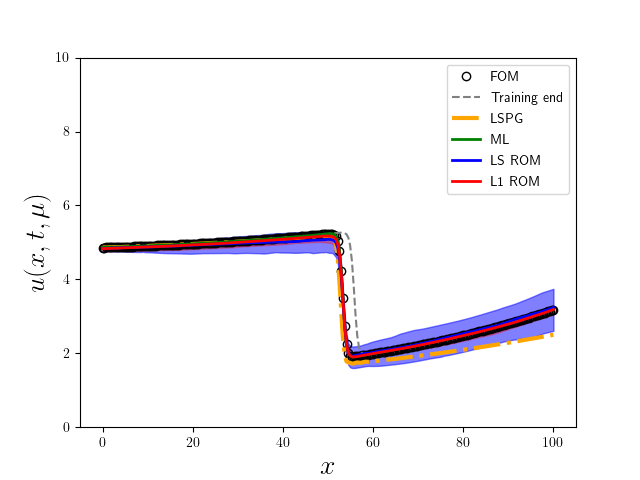 10
8
6
4
2
0
u(x, t, μ)
0 20 40 60 80 100
x
FOM
Training end
LSPG
ML
LS ROM
L1 ROM